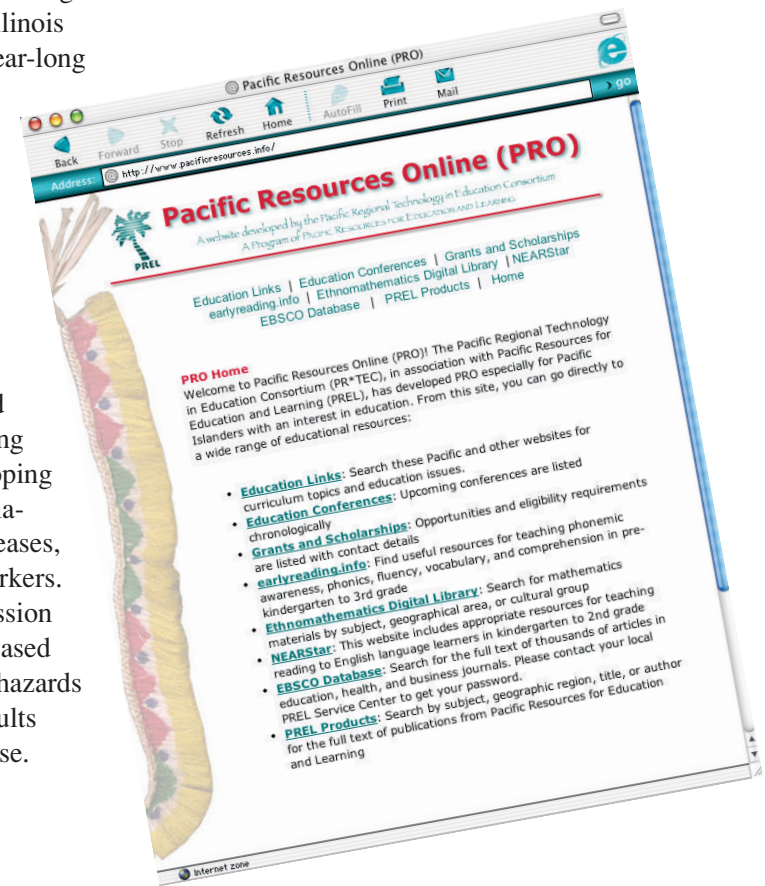 linois
ear-long
ng
oping
a-
eases,
rkers.
ssion
ased
hazards
ults
se.
Pacific Resources Online (PRO)
Back Forward Stop Refresh Home AutoFill Print Mail
Address: http://www.pacificresources.info/ go
Pacific Resources Online (PRO)
A website developed by the Pacific Regional Technology in Education Consortium
A Program of Pacific Resources for Education and Learning
PREL
Education Links | Education Conferences | Grants and Scholarships
earlyreading.info | Ethnomathematics Digital Library | NEARStar
EBSCO Database | PREL Products | Home
PRO Home
Welcome to Pacific Resources Online (PRO)! The Pacific Regional Technology
in Education Consortium (PR*TEC), in association with Pacific Resources for
Education and Learning (PREL), has developed PRO especially for Pacific
Islanders with an interest in education. From this site, you can go directly to
a wide range of educational resources:
• Education Links: Search these Pacific and other websites for
curriculum topics and education issues.
• Education Conferences: Upcoming conferences are listed
chronologically
• Grants and Scholarships: Opportunities and eligibility requirements
are listed with contact details
• earlyreading.info: Find useful resources for teaching phonemic
awareness, phonics, fluency, vocabulary, and comprehension in pre-
kindergarten to 3rd grade
• Ethnomathematics Digital Library: Search for mathematics
materials by subject, geographical area, or cultural group
• NEARStar: This website includes appropriate resources for teaching
reading to English language learners in kindergarten to 2nd grade
• EBSCO Database: Search for the full text of thousands of articles in
education, health, and business journals. Please contact your local
PREL Service Center to get your password.
• PREL Products: Search by subject, geographic region, title, or author
for the full text of publications from Pacific Resources for Education
and Learning
Internet zone